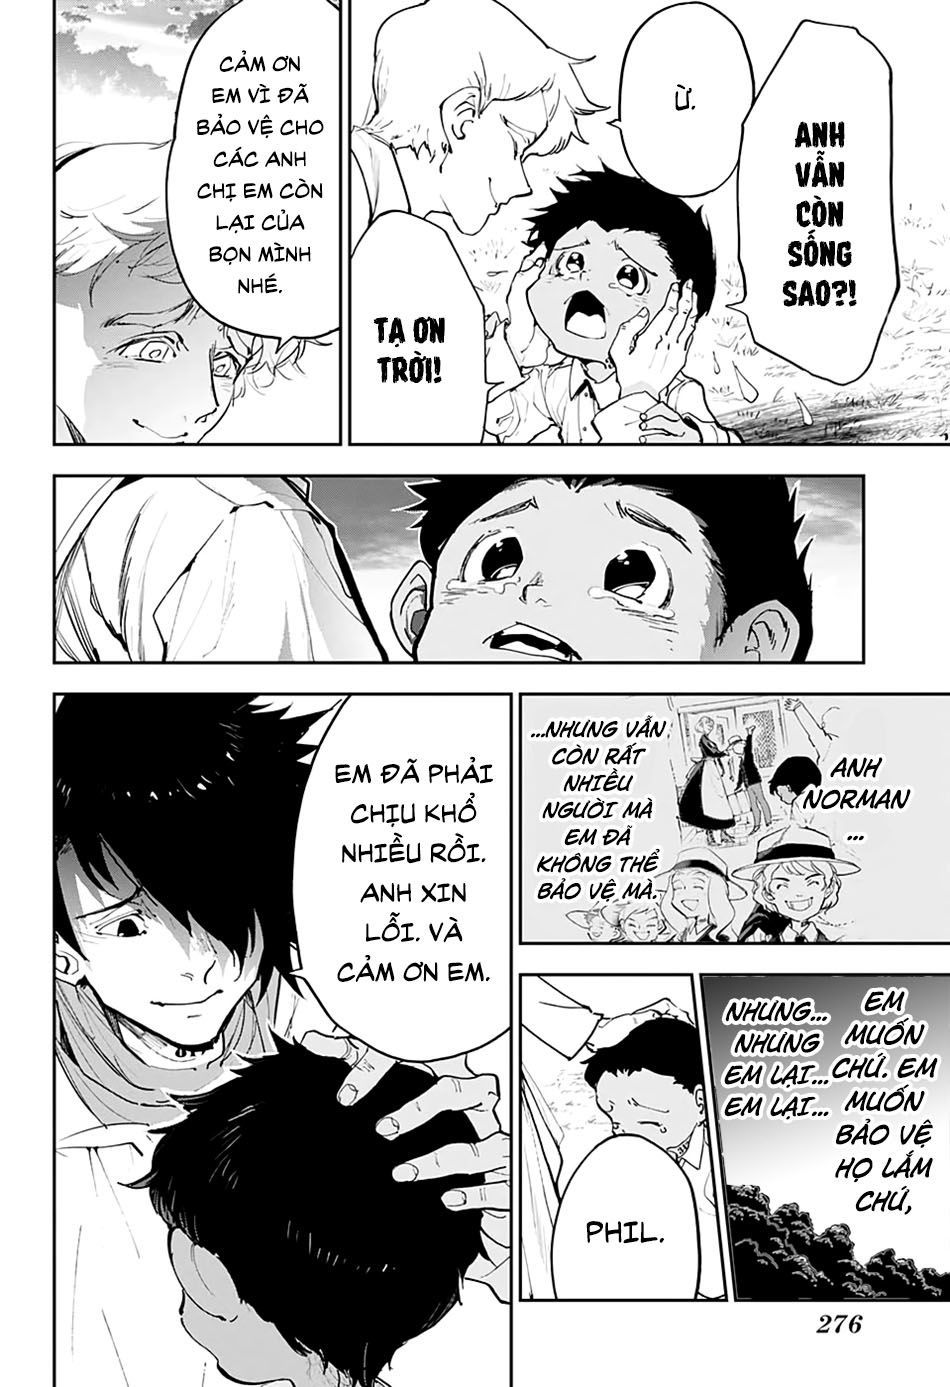 ANH
VẪN
CÒN
SỐNG
SAO?!
Ừ.
TẠ ƠN
TRỜI!
CẢM ƠN
EM VÌ ĐÃ
BẢO VỆ CHO
CÁC ANH
CHỊ EM CÒN
LẠI CỦA
BỌN MÌNH
NHÉ.
ANH
NORMAN
...
...NHƯNG VẪN
CÒN RẤT
NHIỀU
NGƯỜI MÀ
EM ĐÃ
KHÔNG THỂ
BẢO VỆ MÀ.
EM
MUỐN
CHỨ. EM
MUỐN
BẢO VỆ
HỌ LẮM
CHỨ,
NHƯNG...
NHƯNG
EM LẠI...
EM LẠI...
PHIL.
EM ĐÃ PHẢI
CHỊU KHỔ
NHIỀU RỒI.
ANH XIN
LỖI. VÀ
CẢM ƠN EM.
276